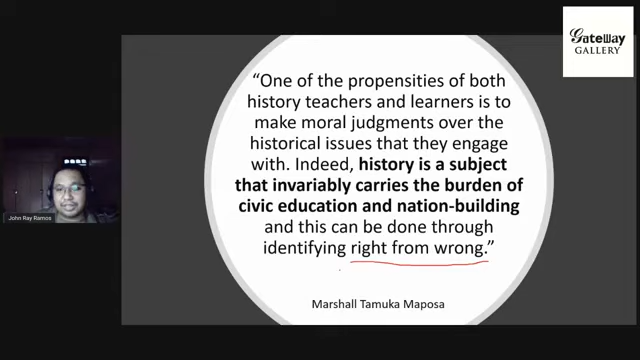 GateWay
GALLERY
“One of the propensities of both
history teachers and learners is to
make moral judgments over the
historical issues that they engage
with. Indeed, history is a subject
that invariably carries the burden of
civic education and nation-building
and this can be done through
identifying right from wrong.”
Marshall Tamuka Maposa
John Ray Ramos